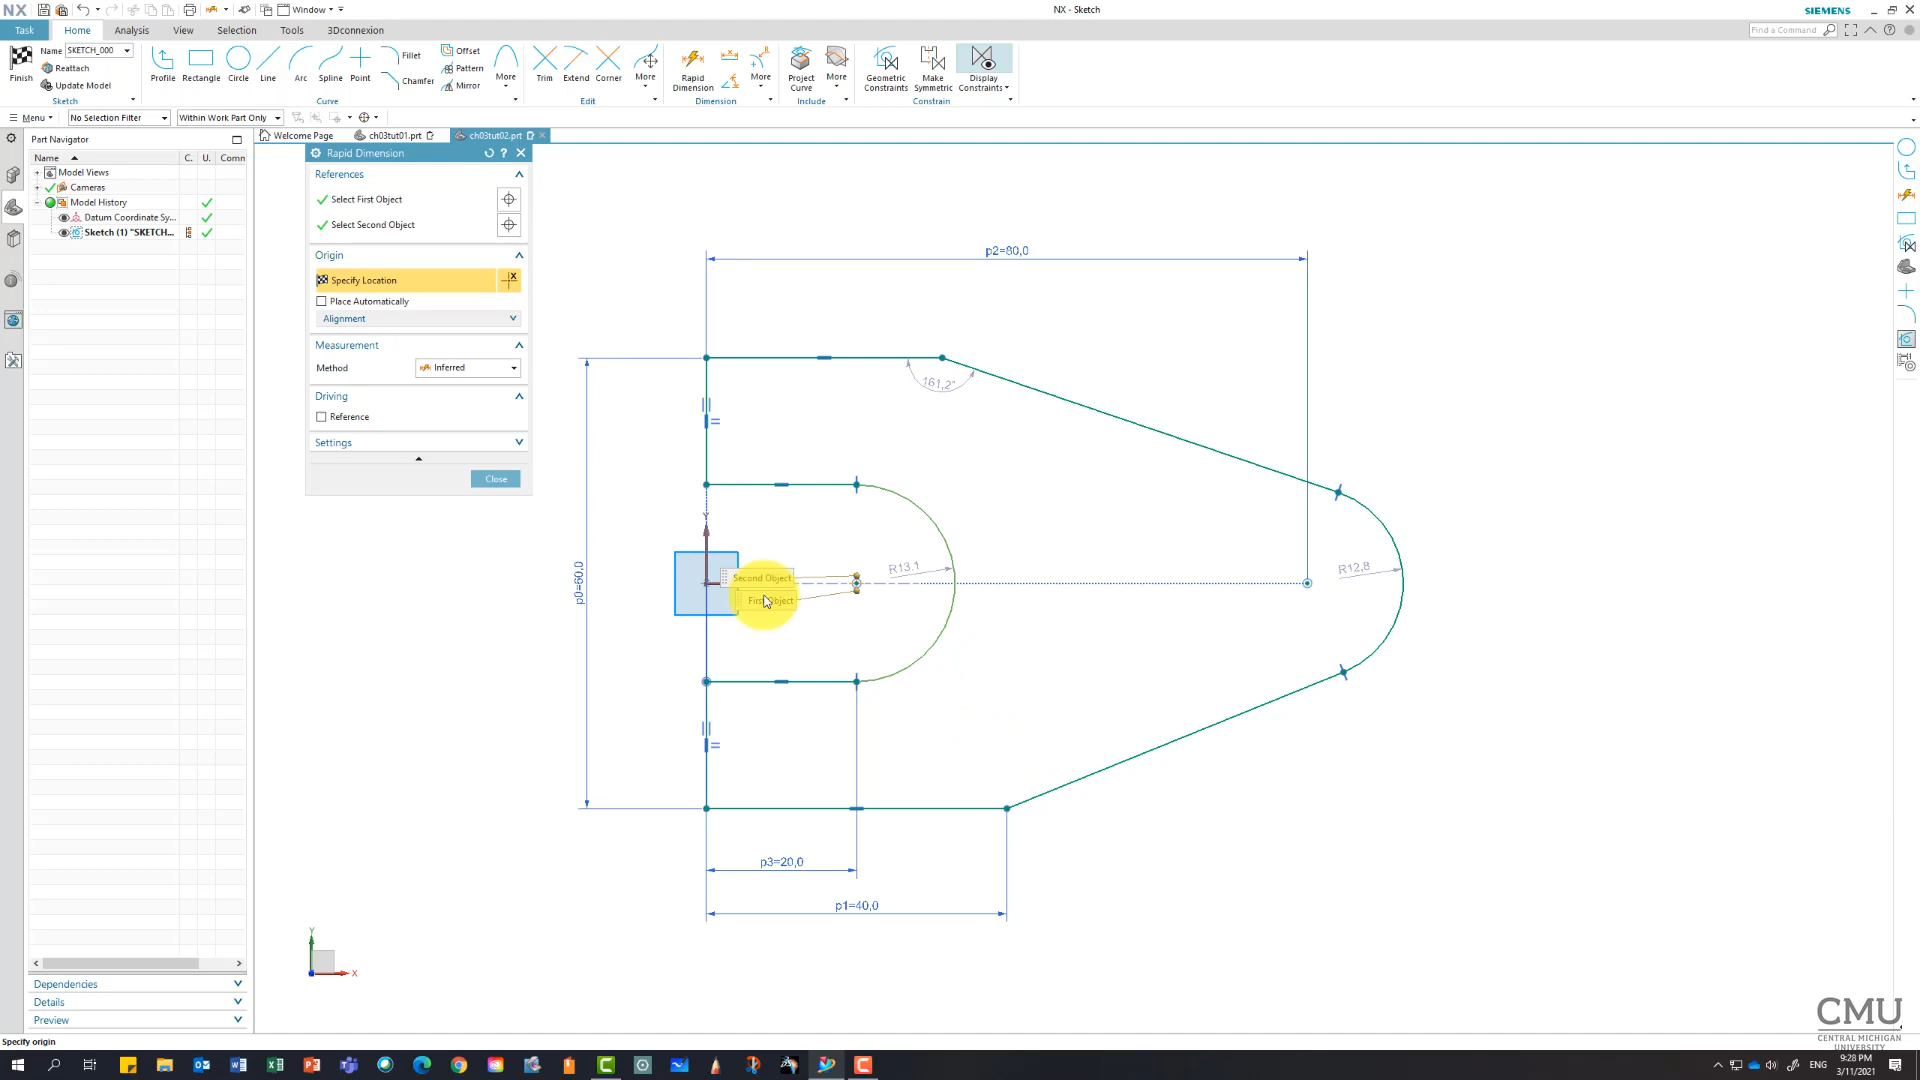 NX
Window
NX - Sketch
SIEMENS
Task
Home
Analysis
View
Selection
Tools
3Dconnexion
Find a Command
Finish
Name SKETCH_000
Reattach
Update Model
Sketch
Profile
Rectangle
Circle
Line
Arc
Spline
Point
Fillet
Chamfer
Offset
Pattern
Mirror
More
Curve
Trim
Extend
Corner
More
Edit
Rapid
Dimension
More
Dimension
Project
Curve
More
Include
Geometric
Constraints
Make
Symmetric
Display
Constraints
Constrain
Menu
No Selection Filter
Within Work Part Only
Part Navigator
Welcome Page
ch03tut01.prt
ch03tut02.prt
Name
C.
U.
Comn
Model Views
Cameras
Model History
Datum Coordinate Sy...
Sketch (1) "SKETCH...
Rapid Dimension
References
Select First Object
Select Second Object
Origin
Specify Location
Place Automatically
Alignment
Measurement
Method
Inferred
Driving
Reference
Settings
Close
p2=80,0
161,2°
p0=60,0
Y
Second Object
First Object
R13,1
R12,8
p3=20,0
p1=40,0
Y
X
Dependencies
Details
Preview
Specify origin
CMU
CENTRAL MICHIGAN
UNIVERSITY
ENG
9:28 PM
3/11/2021